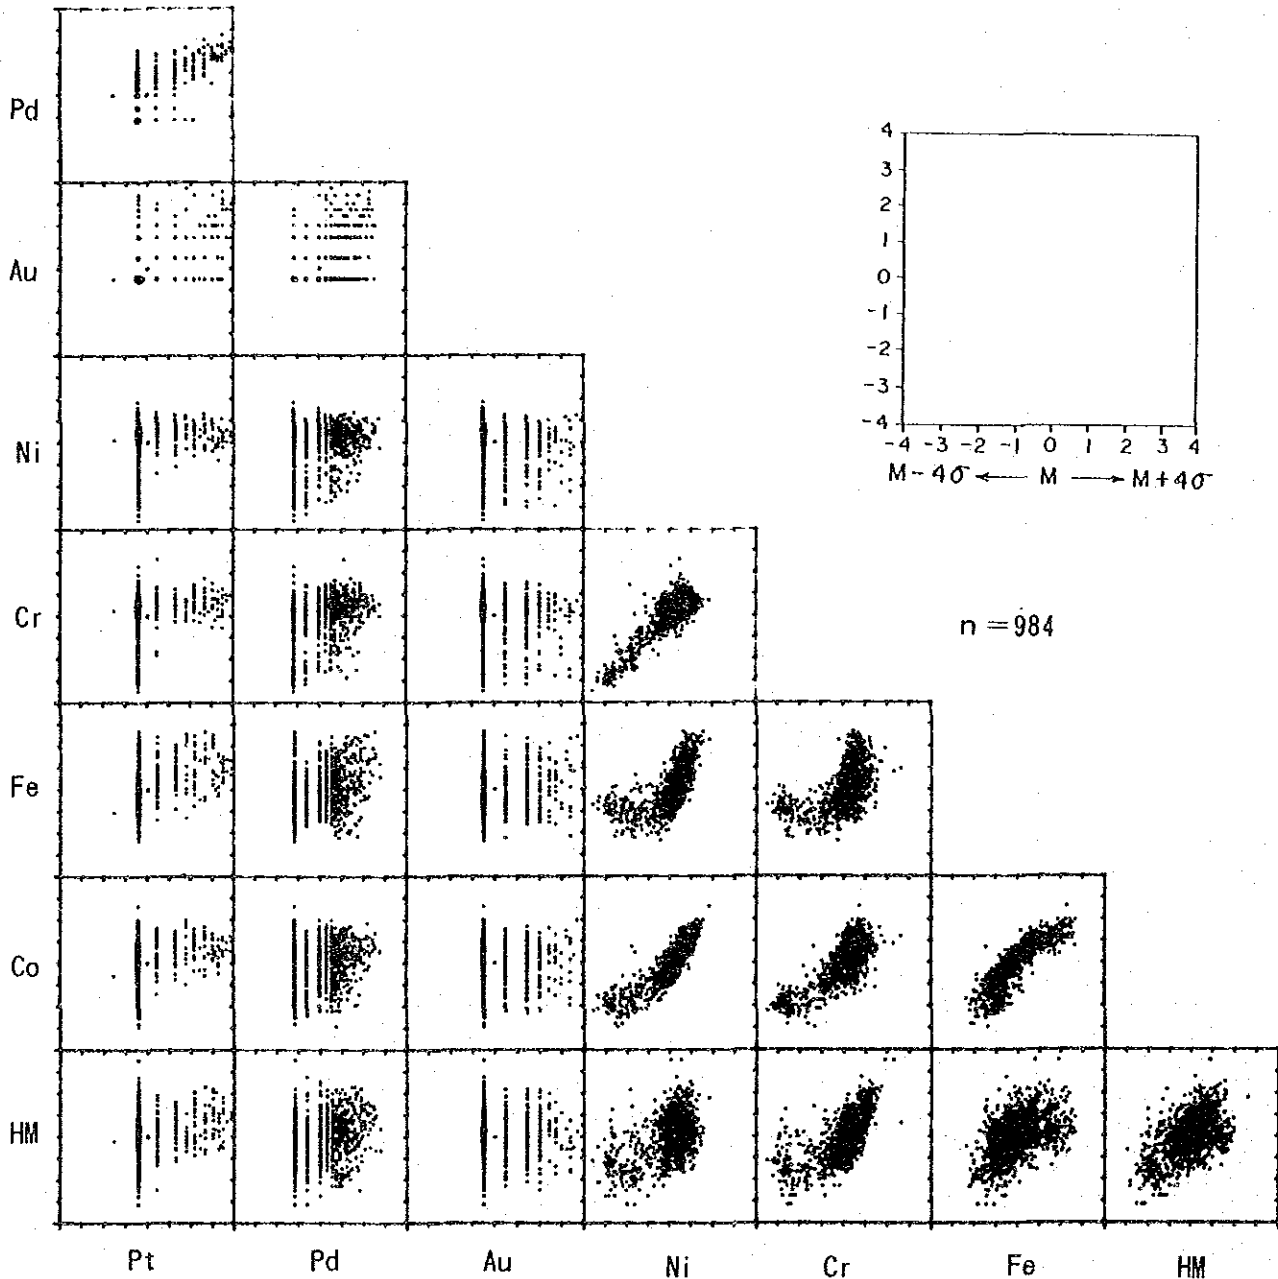 Pd
Au
Ni
Cr
Fe
Co
HM
Pt Pd Au Ni Cr Fe HM
4
3
2
1
0
-1
-2
-3
-4
-4 -3 -2 -1 0 1 2 3 4
M-4σ ← M → M+4σ
n = 984